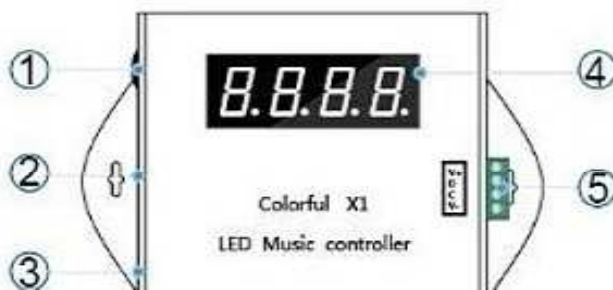 ① ④
8.8.8.8.
② ⑤
Colorful X1
LED Music controller
③